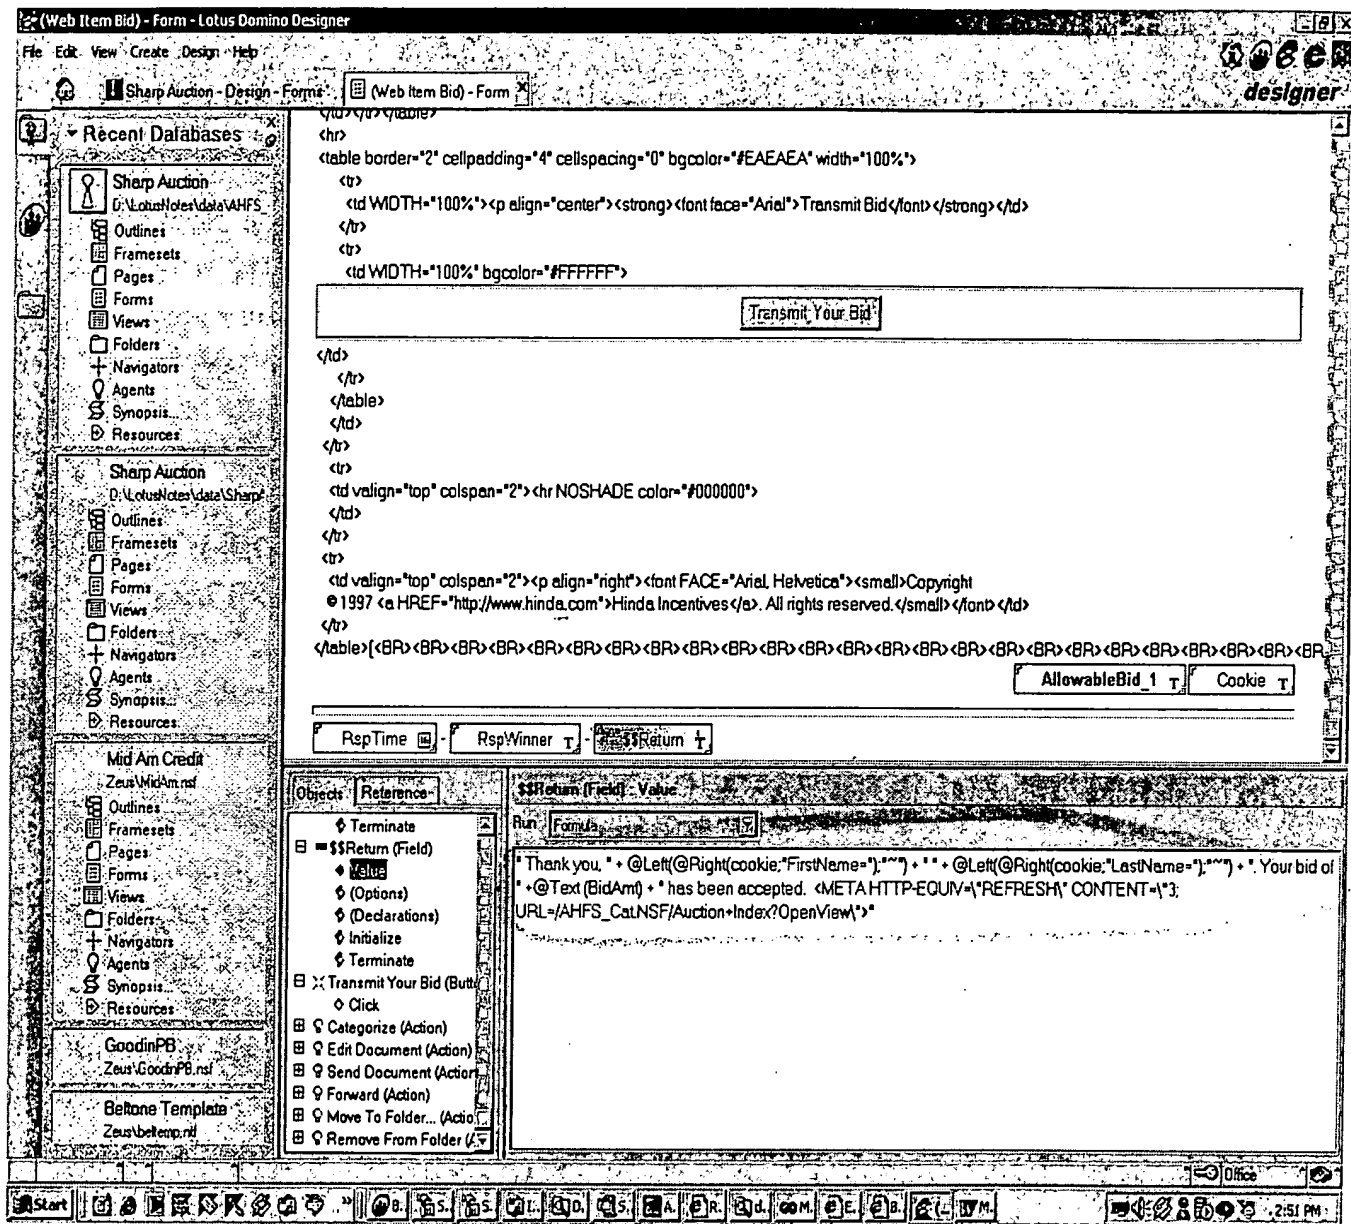 (Web Item Bid) - Form - Lotus Domino Designer
File Edit View Create Design Help
Sharp Auction - Design - Forms
(Web Item Bid) - Form
designer
Recent Databases
Sharp Auction
D:\LotusNotes\data\AHFS_
Outlines
Framesets
Pages
Forms
Views
Folders
Navigators
Agents
Synopsis...
Resources
Sharp Auction
D:\LotusNotes\data\Sharp
Outlines
Framesets
Pages
Forms
Views
Folders
Navigators
Agents
Synopsis...
Resources
Mid Am Credit
Zeus\MidAm.nsf
Outlines
Framesets
Pages
Forms
Views
Folders
Navigators
Agents
Synopsis...
Resources
GoodinPB
Zeus\GoodinPB.nsf
Beltone Template
Zeus\beltemp.ntf
</td></tr></table>
<hr>
<table border="2" cellpadding="4" cellspacing="0" bgcolor="#EAEAEA" width="100%">
<tr>
<td WIDTH="100%"><p align="center"><strong><font face="Arial">Transmit Bid</font></strong></td>
</tr>
<tr>
<td WIDTH="100%" bgcolor="#FFFFFF">
Transmit Your Bid
</td>
</tr>
</table>
</td>
</tr>
<tr>
<td valign="top" colspan="2"><hr NOSHADE color="#000000">
</td>
</tr>
<tr>
<td valign="top" colspan="2"><p align="right"><font FACE="Arial, Helvetica"><small>Copyright
©1997 <a HREF="http://www.hinda.com">Hinda Incentives</a>. All rights reserved.</small></font></td>
</tr>
</table>[<BR><BR><BR><BR><BR><BR><BR><BR><BR><BR><BR><BR><BR><BR><BR><BR><BR><BR><BR><BR><BR><BR><BR><BR><BR
AllowableBid_1 T Cookie T
RspTime - RspWinner T - $$Return T
Objects Reference
Terminate
$$Return (Field)
Value
(Options)
(Declarations)
Initialize
Terminate
Transmit Your Bid (Butt
Click
Categorize (Action)
Edit Document (Action)
Send Document (Action
Forward (Action)
Move To Folder... (Actio
Remove From Folder (A
$$Return (Field) : Value
Run Formula
" Thank you, " + @Left(@Right(cookie;"FirstName=");"~") + " " + @Left(@Right(cookie;"LastName=");"~") + ". Your bid of
" +@Text (BidAmt) + " has been accepted. <META HTTP-EQUIV=\"REFRESH\" CONTENT=\"3;
URL=/AHFS_Cat.NSF/Auction+Index?OpenView\">"
Office
Start
B. S. S. I.. D. S. A. R. d. M. E. B. (- M.
2:51 PM